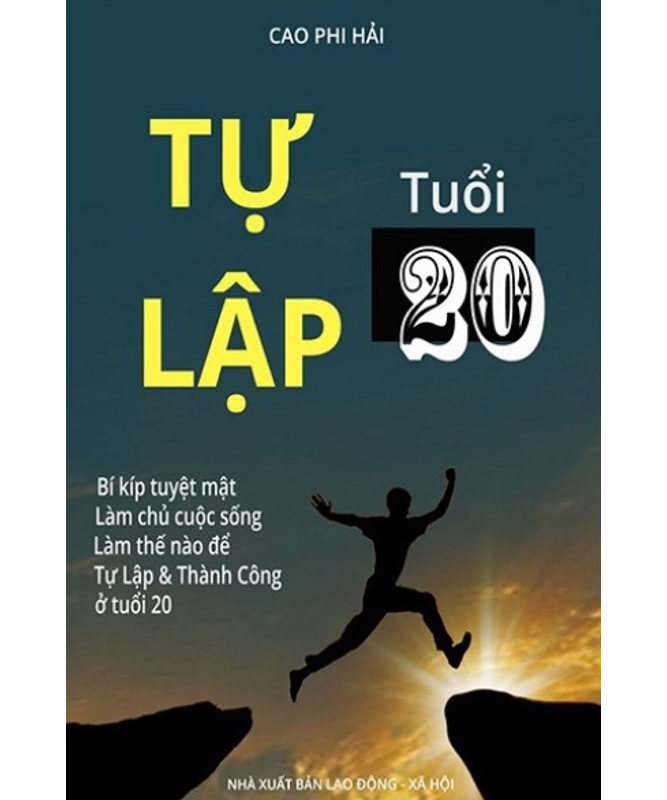 CAO PHI HẢI
TỰ
LẬP
Tuổi
20
Bí kíp tuyệt mật
Làm chủ cuộc sống
Làm thế nào để
Tự Lập & Thành Công
ở tuổi 20
NHÀ XUẤT BẢN LAO ĐỘNG - XÃ HỘI